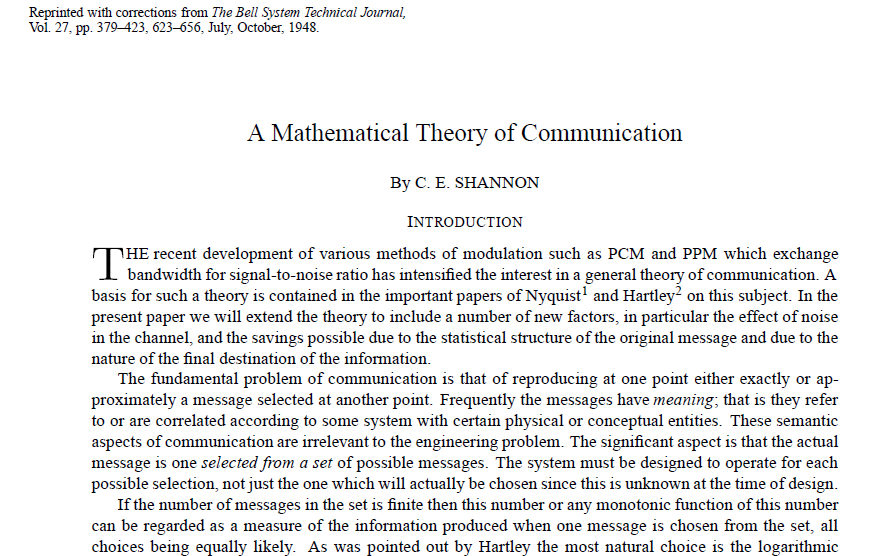 Reprinted with corrections from The Bell System Technical Journal,
Vol. 27, pp. 379–423, 623–656, July, October, 1948.
A Mathematical Theory of Communication
By C. E. SHANNON
INTRODUCTION
THE recent development of various methods of modulation such as PCM and PPM which exchange
bandwidth for signal-to-noise ratio has intensified the interest in a general theory of communication. A
basis for such a theory is contained in the important papers of Nyquist¹ and Hartley² on this subject. In the
present paper we will extend the theory to include a number of new factors, in particular the effect of noise
in the channel, and the savings possible due to the statistical structure of the original message and due to the
nature of the final destination of the information.
The fundamental problem of communication is that of reproducing at one point either exactly or ap-
proximately a message selected at another point. Frequently the messages have meaning; that is they refer
to or are correlated according to some system with certain physical or conceptual entities. These semantic
aspects of communication are irrelevant to the engineering problem. The significant aspect is that the actual
message is one selected from a set of possible messages. The system must be designed to operate for each
possible selection, not just the one which will actually be chosen since this is unknown at the time of design.
If the number of messages in the set is finite then this number or any monotonic function of this number
can be regarded as a measure of the information produced when one message is chosen from the set, all
choices being equally likely. As was pointed out by Hartley the most natural choice is the logarithmic